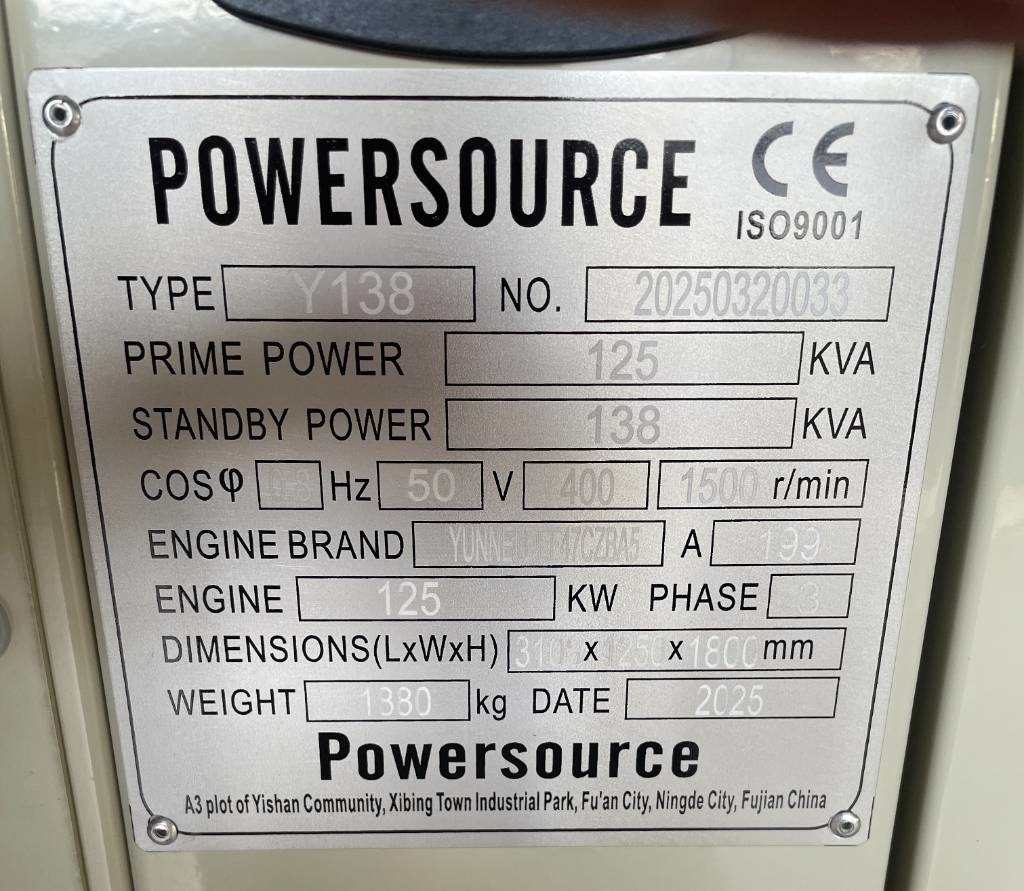 POWERSOURCE CE
ISO9001
TYPE Y138 NO. 20250320033
PRIME POWER 125 KVA
STANDBY POWER 138 KVA
COSφ Hz 50 V 400 1500 r/min
ENGINE BRAND A 199
ENGINE 125 KW PHASE 3
DIMENSIONS(LxWxH) x 1250 x 1800 mm
WEIGHT kg DATE 2025
Powersource
A3 plot of Yishan Community, Xibing Town Industrial Park, Fu'an City, Ningde City, Fujian China